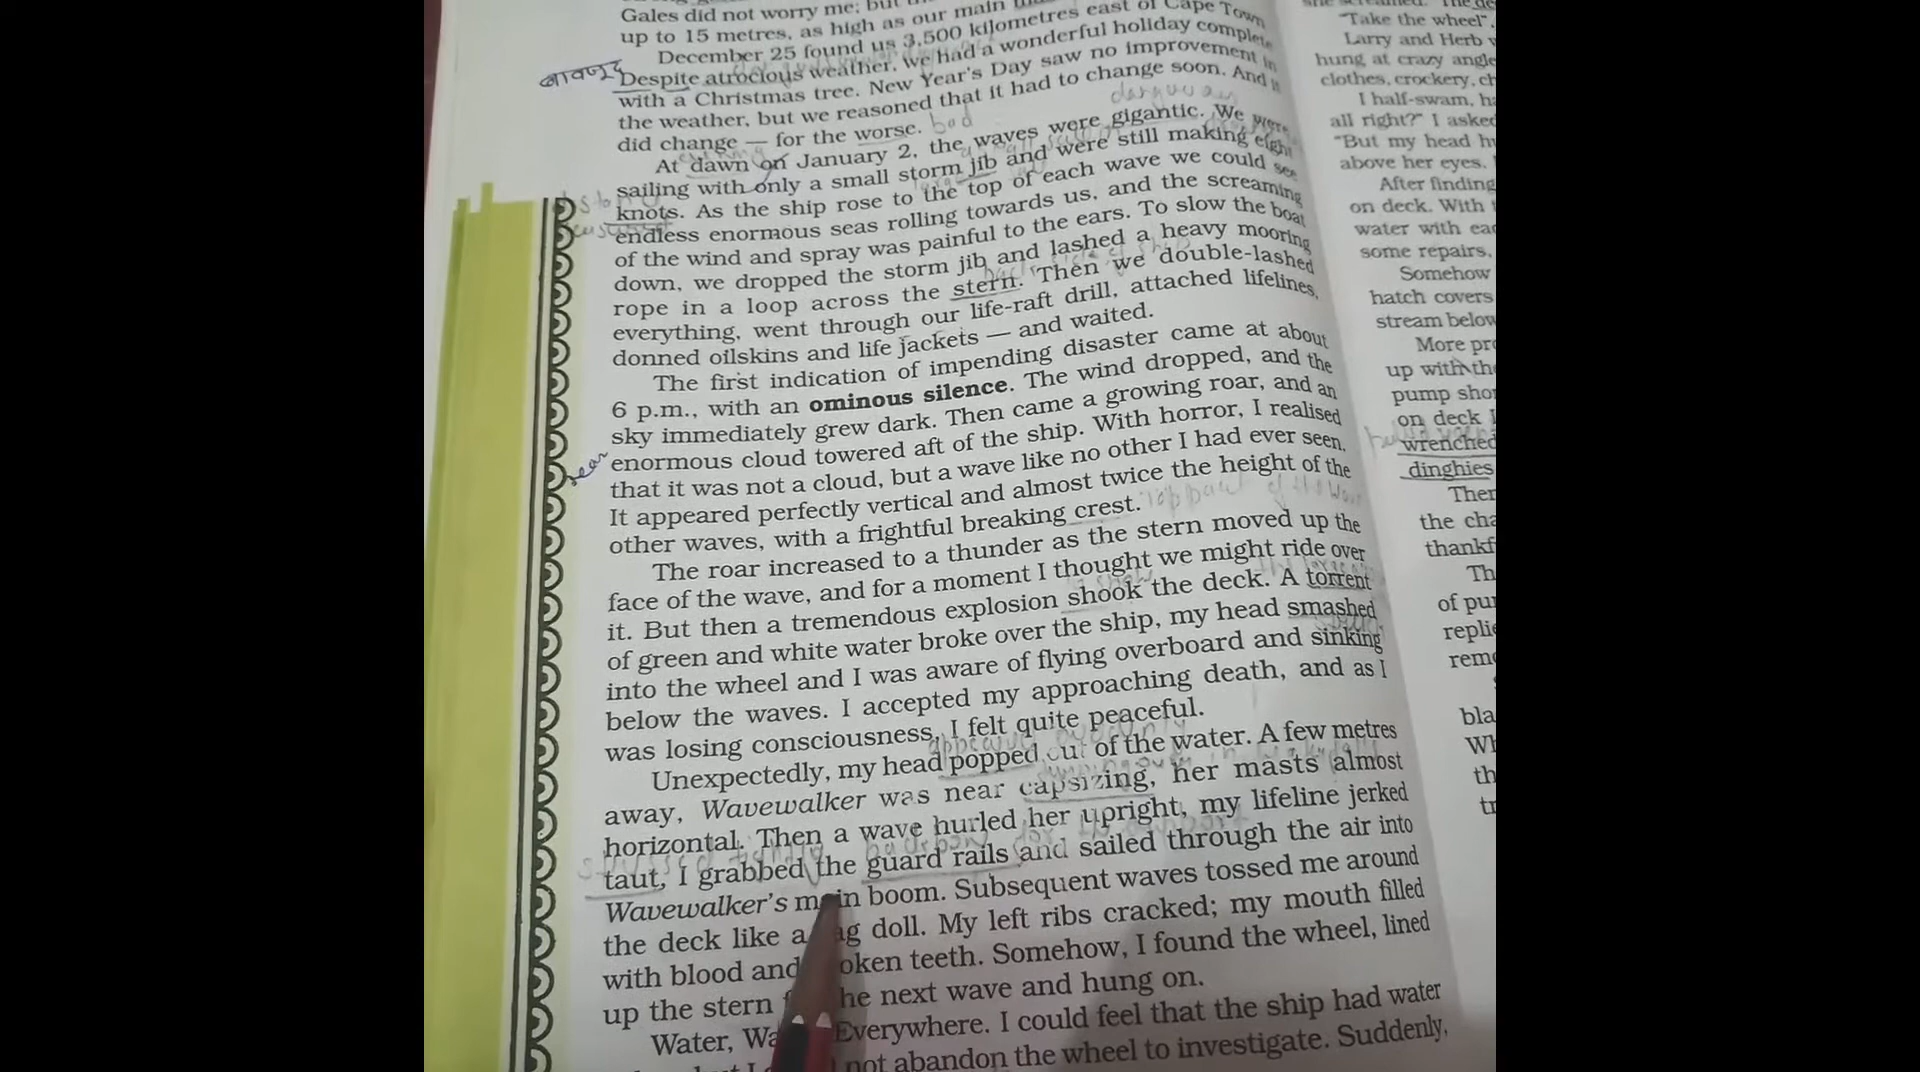 Gales did not worry me; but
up to 15 metres, as high as our main
December 25 found us 3,500 kilometres east of Cape Town
Despite atrocious weather, we had a wonderful holiday complete
बावजूद
with a Christmas tree. New Year's Day saw no improvement in
the weather, but we reasoned that it had to change soon. And it
did change — for the worse. bad
At dawn on January 2, the waves were gigantic. We were
sailing with only a small storm jib and were still making eight
knots. As the ship rose to the top of each wave we could see
endless enormous seas rolling towards us, and the screaming
of the wind and spray was painful to the ears. To slow the boat
down, we dropped the storm jib and lashed a heavy mooring
rope in a loop across the stern. Then we double-lashed
everything, went through our life-raft drill, attached lifelines,
donned oilskins and life jackets — and waited.
The first indication of impending disaster came at about
6 p.m., with an ominous silence. The wind dropped, and the
sky immediately grew dark. Then came a growing roar, and an
enormous cloud towered aft of the ship. With horror, I realised
rear
that it was not a cloud, but a wave like no other I had ever seen.
It appeared perfectly vertical and almost twice the height of the
other waves, with a frightful breaking crest.
The roar increased to a thunder as the stern moved up the
face of the wave, and for a moment I thought we might ride over
it. But then a tremendous explosion shook the deck. A torrent
of green and white water broke over the ship, my head smashed
into the wheel and I was aware of flying overboard and sinking
below the waves. I accepted my approaching death, and as I
was losing consciousness, I felt quite peaceful.
Unexpectedly, my head popped out of the water. A few metres
away, Wavewalker was near capsizing, her masts almost
horizontal. Then a wave hurled her upright, my lifeline jerked
taut, I grabbed the guard rails and sailed through the air into
Wavewalker's main boom. Subsequent waves tossed me around
the deck like a rag doll. My left ribs cracked; my mouth filled
with blood and broken teeth. Somehow, I found the wheel, lined
up the stern the next wave and hung on.
Water, Everywhere. I could feel that the ship had water
not abandon the wheel to investigate. Suddenly,
"Take the wheel",
Larry and Herb
hung at crazy angle
clothes, crockery, ch
I half-swam, ha
all right?" I asked
"But my head h
above her eyes.
After finding
on deck. With
water with eac
some repairs,
Somehow
hatch covers
stream below
More pro
up with the
pump sho
on deck
wrenched
dinghies
Then
the cha
thankf
Th
of pu
replie
reme
bla
Wh
th
tr